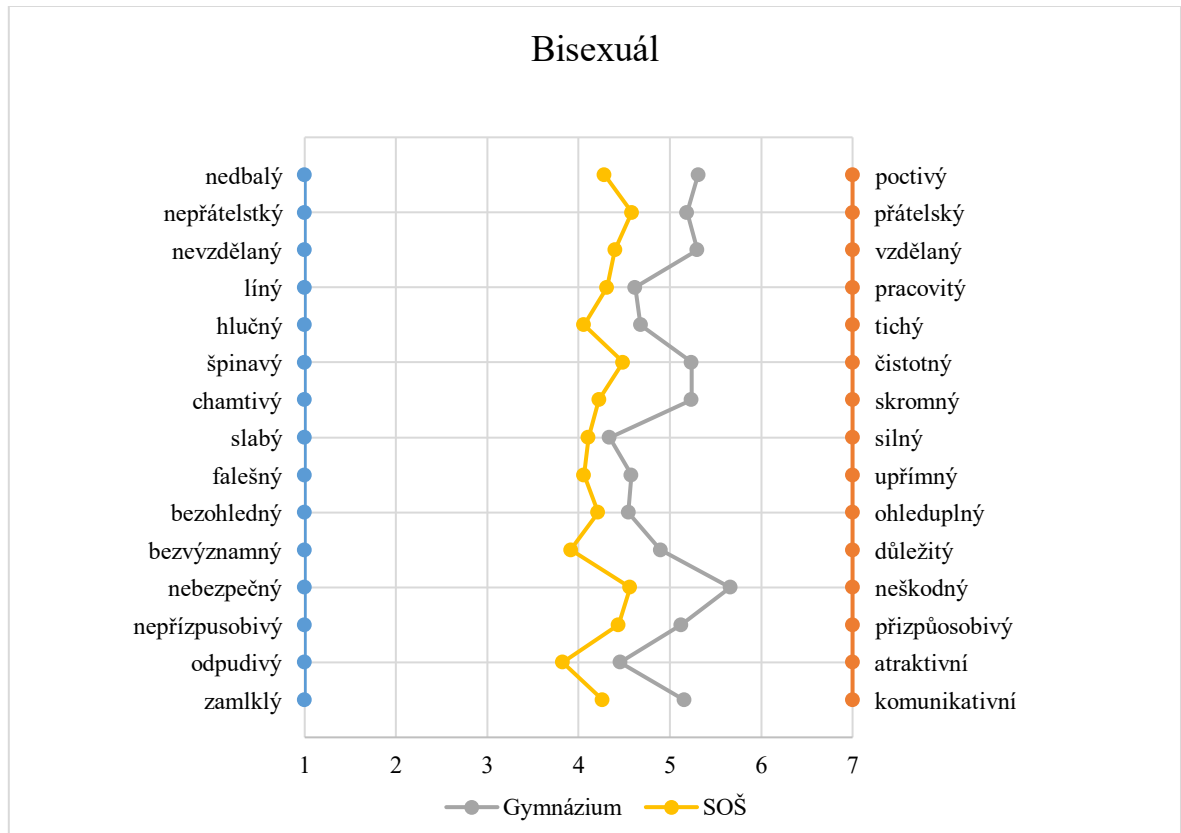 Bisexuál
nedbalý poctivý
nepřátelstký přátelský
nevzdělaný vzdělaný
líný pracovitý
hlučný tichý
špinavý čistotný
chamtivý skromný
slabý silný
falešný upřímný
bezohledný ohleduplný
bezvýznamný důležitý
nebezpečný neškodný
nepřízpusobivý přizpůosobivý
odpudivý atraktivní
zamlklý komunikativní
1 2 3 4 5 6 7
Gymnázium SOŠ